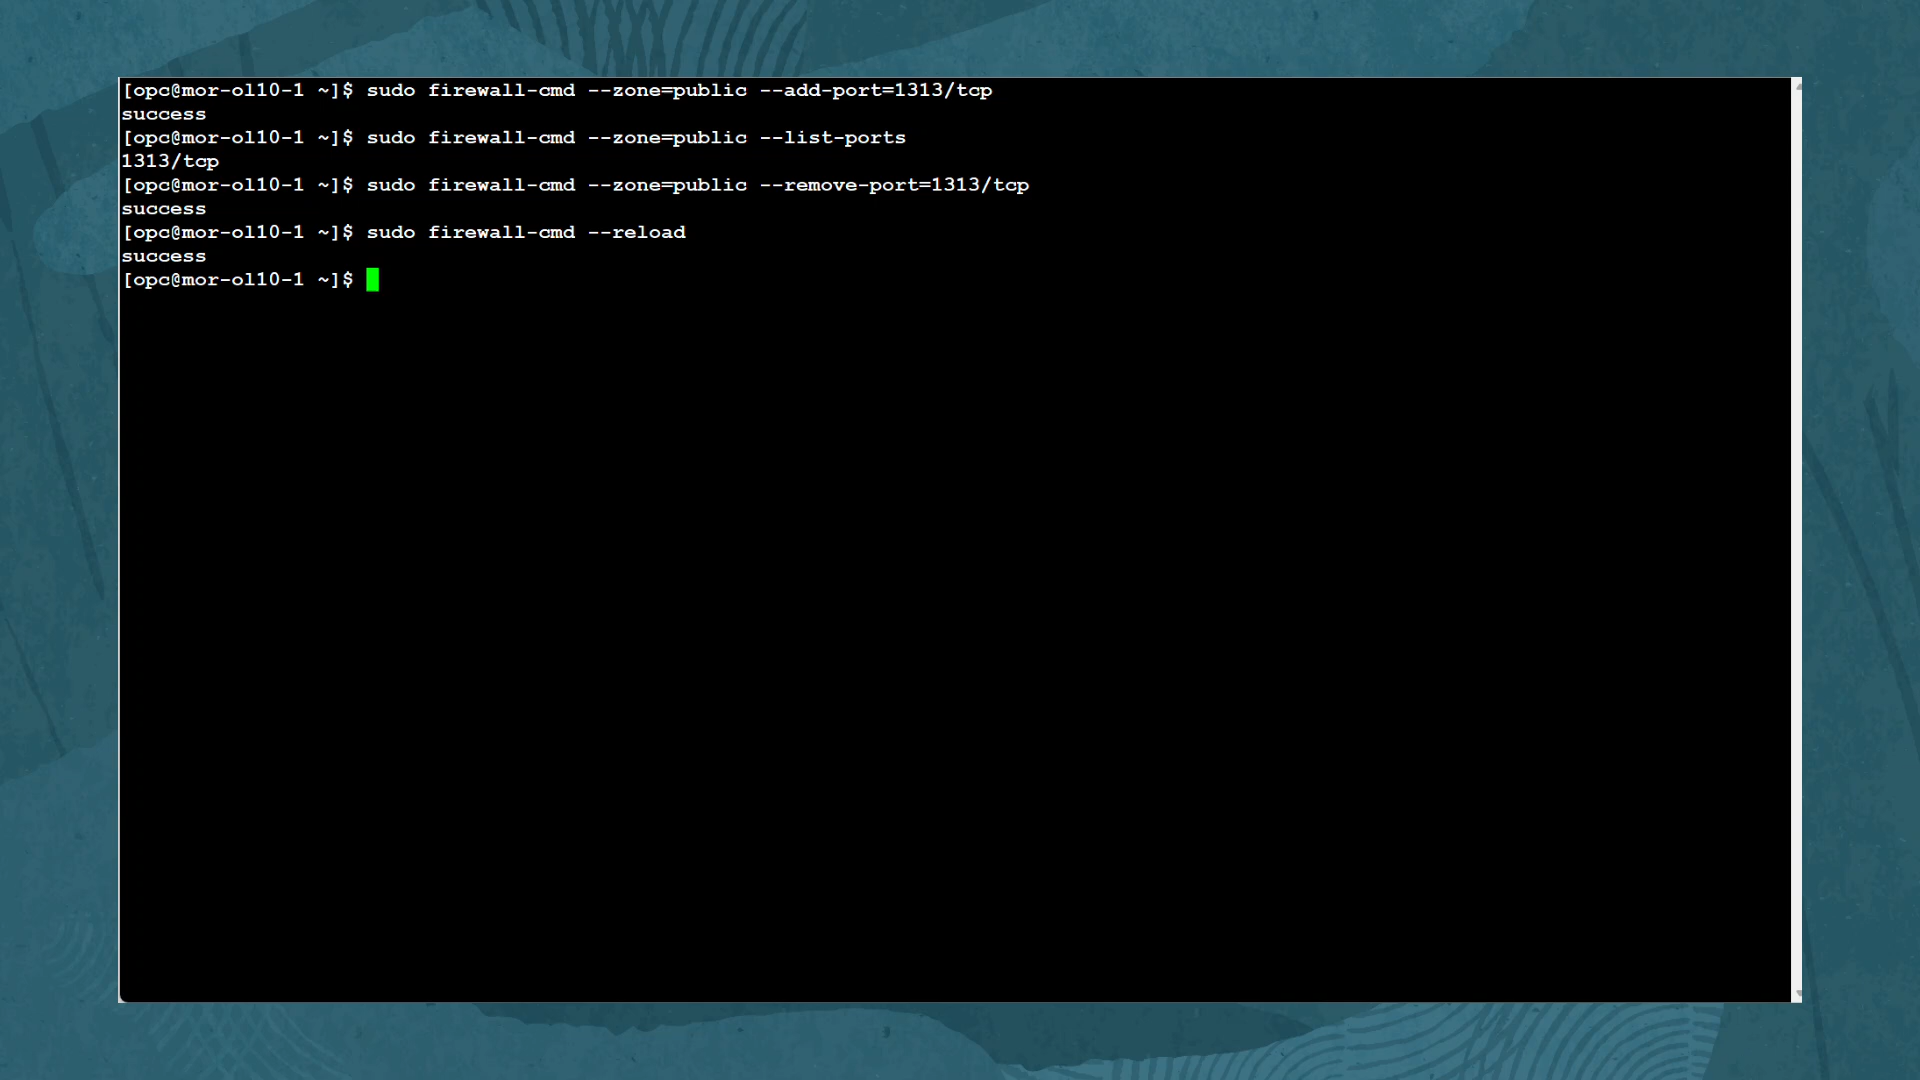 [opc@mor-ol10-1 ~]$ sudo firewall-cmd --zone=public --add-port=1313/tcp
success
[opc@mor-ol10-1 ~]$ sudo firewall-cmd --zone=public --list-ports
1313/tcp
[opc@mor-ol10-1 ~]$ sudo firewall-cmd --zone=public --remove-port=1313/tcp
success
[opc@mor-ol10-1 ~]$ sudo firewall-cmd --reload
success
[opc@mor-ol10-1 ~]$